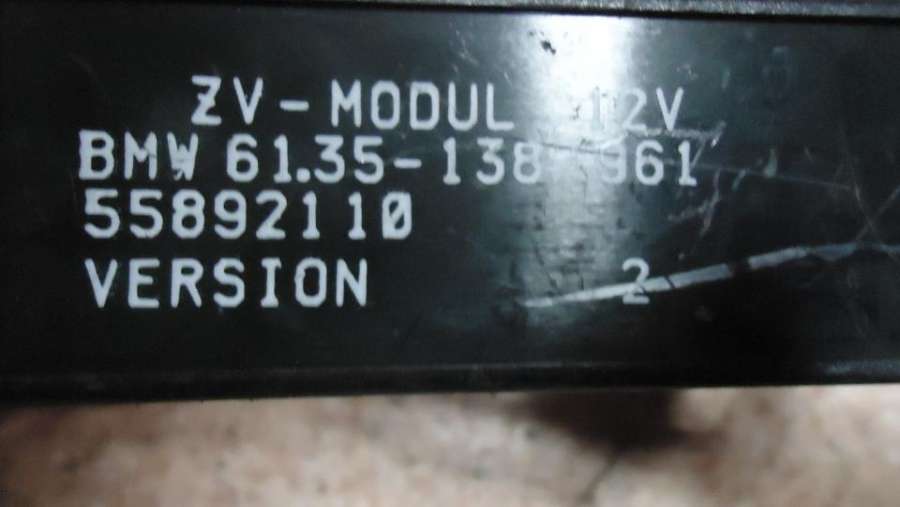 ZV-MODUL 12V
BMW 61.35-138 961
55892110
VERSION 2